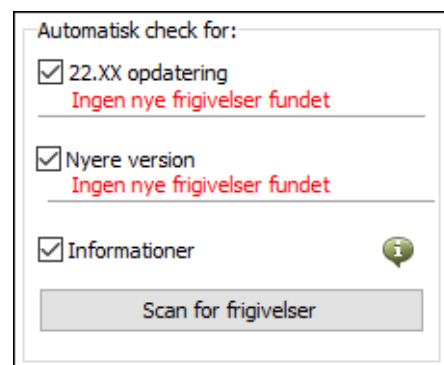 Automatisk check for:
22.XX opdatering
Ingen nye frigivelser fundet
Nyere version
Ingen nye frigivelser fundet
Informationer
Scan for frigivelser